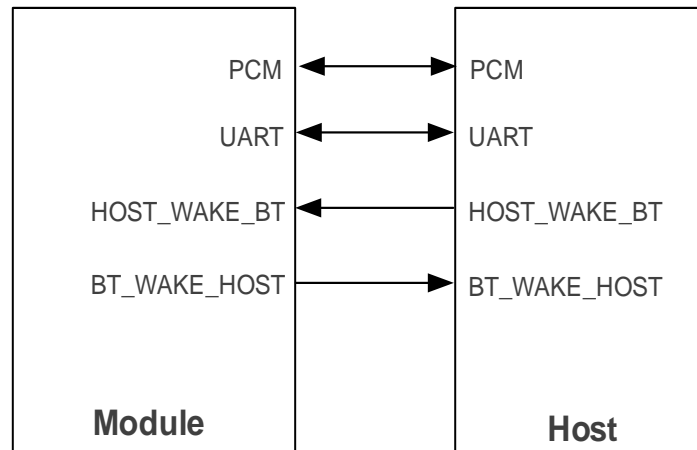 PCM PCM
UART UART
HOST_WAKE_BT HOST_WAKE_BT
BT_WAKE_HOST BT_WAKE_HOST
Module Host